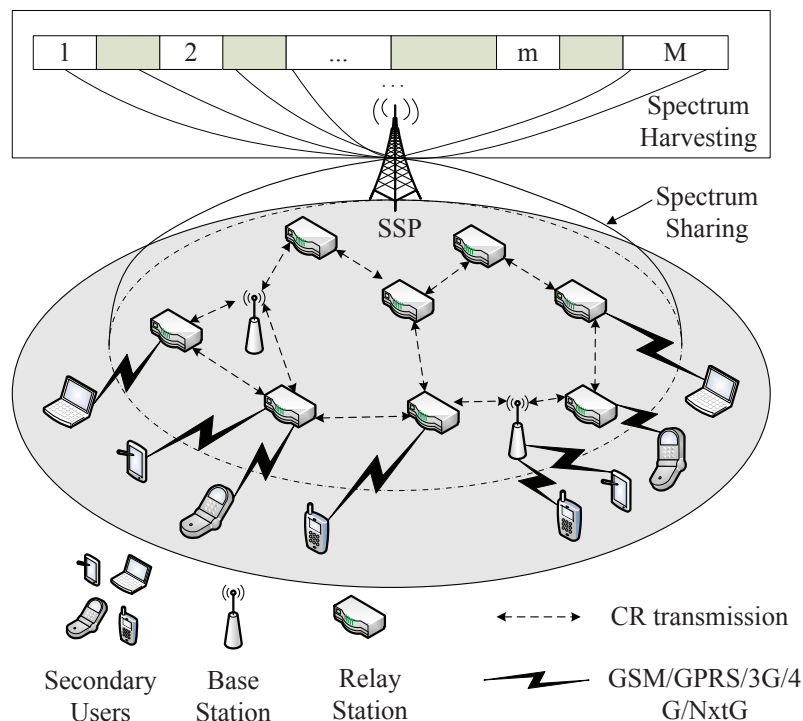 1 2 ... m M
...
Spectrum
Harvesting
SSP
Spectrum
Sharing
CR transmission
Secondary
Users
Base
Station
Relay
Station
GSM/GPRS/3G/4
G/NxtG